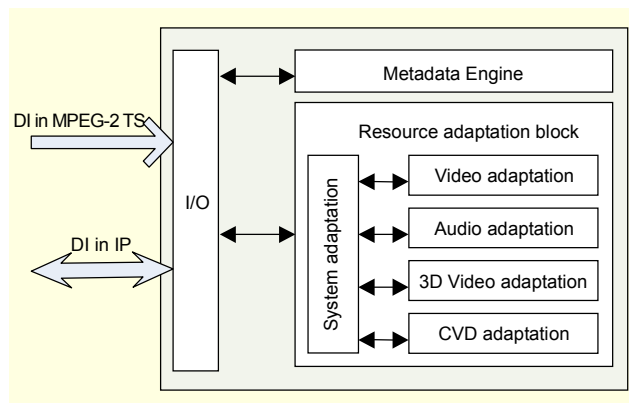 Metadata Engine
DI in MPEG-2 TS
Resource adaptation block
I/O
System adaptation
Video adaptation
Audio adaptation
DI in IP
3D Video adaptation
CVD adaptation